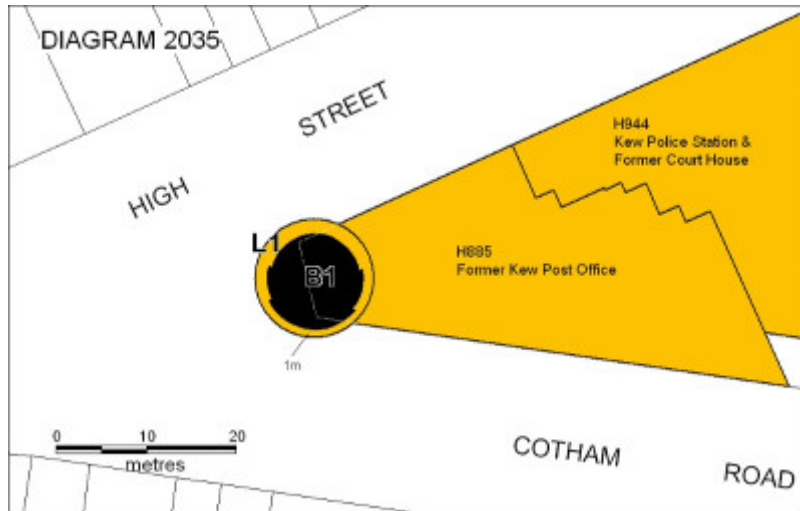 DIAGRAM 2035
HIGH STREET
H944
Kew Police Station &
Former Court House
L1
B1
H885
Former Kew Post Office
1m
0 10 20
metres
COTHAM ROAD